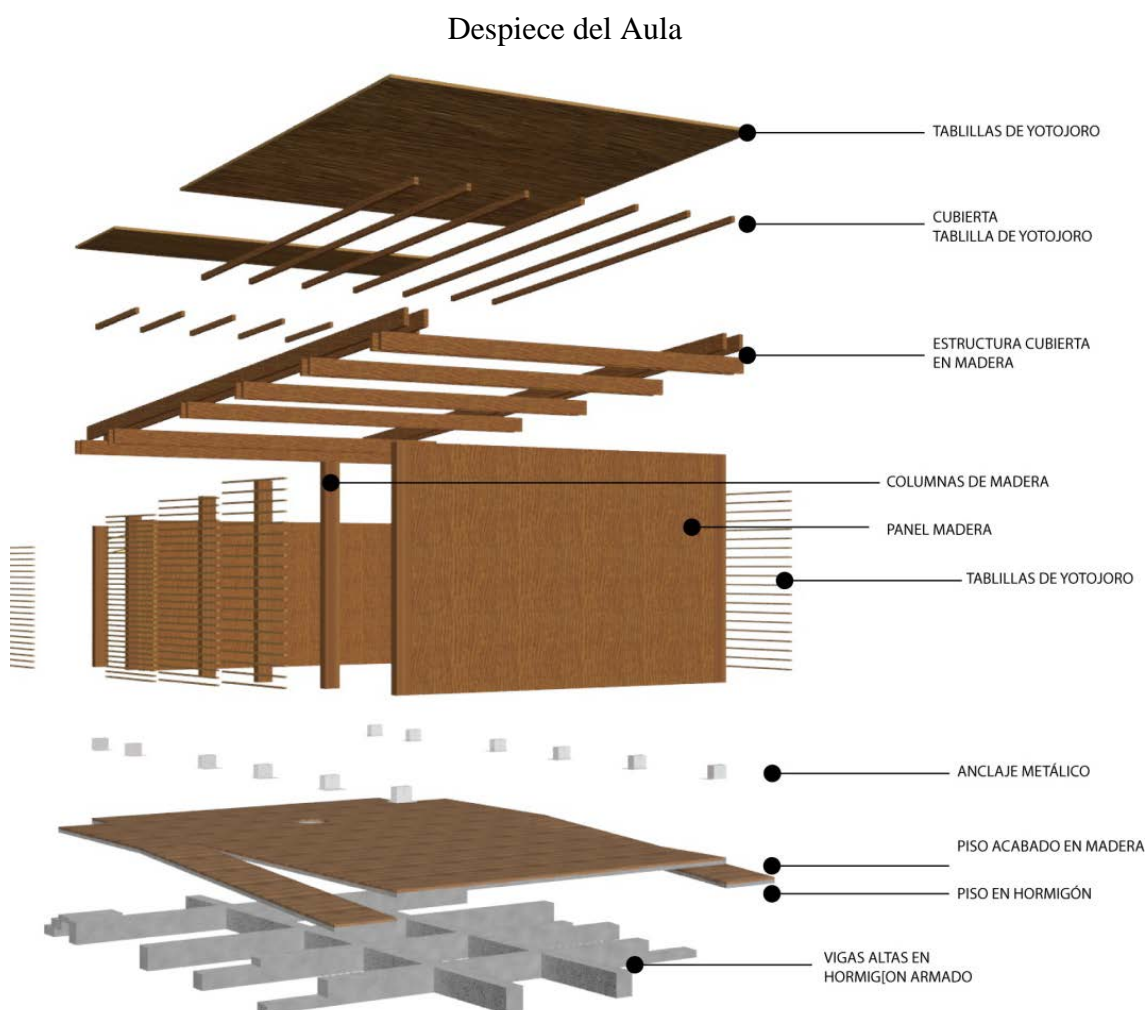 Despiece del Aula
TABLILLAS DE YOTOJORO
CUBIERTA
TABLILLA DE YOTOJORO
ESTRUCTURA CUBIERTA
EN MADERA
COLUMNAS DE MADERA
PANEL MADERA
TABLILLAS DE YOTOJORO
ANCLAJE METÁLICO
PISO ACABADO EN MADERA
PISO EN HORMIGÓN
VIGAS ALTAS EN
HORMIG[ON ARMADO